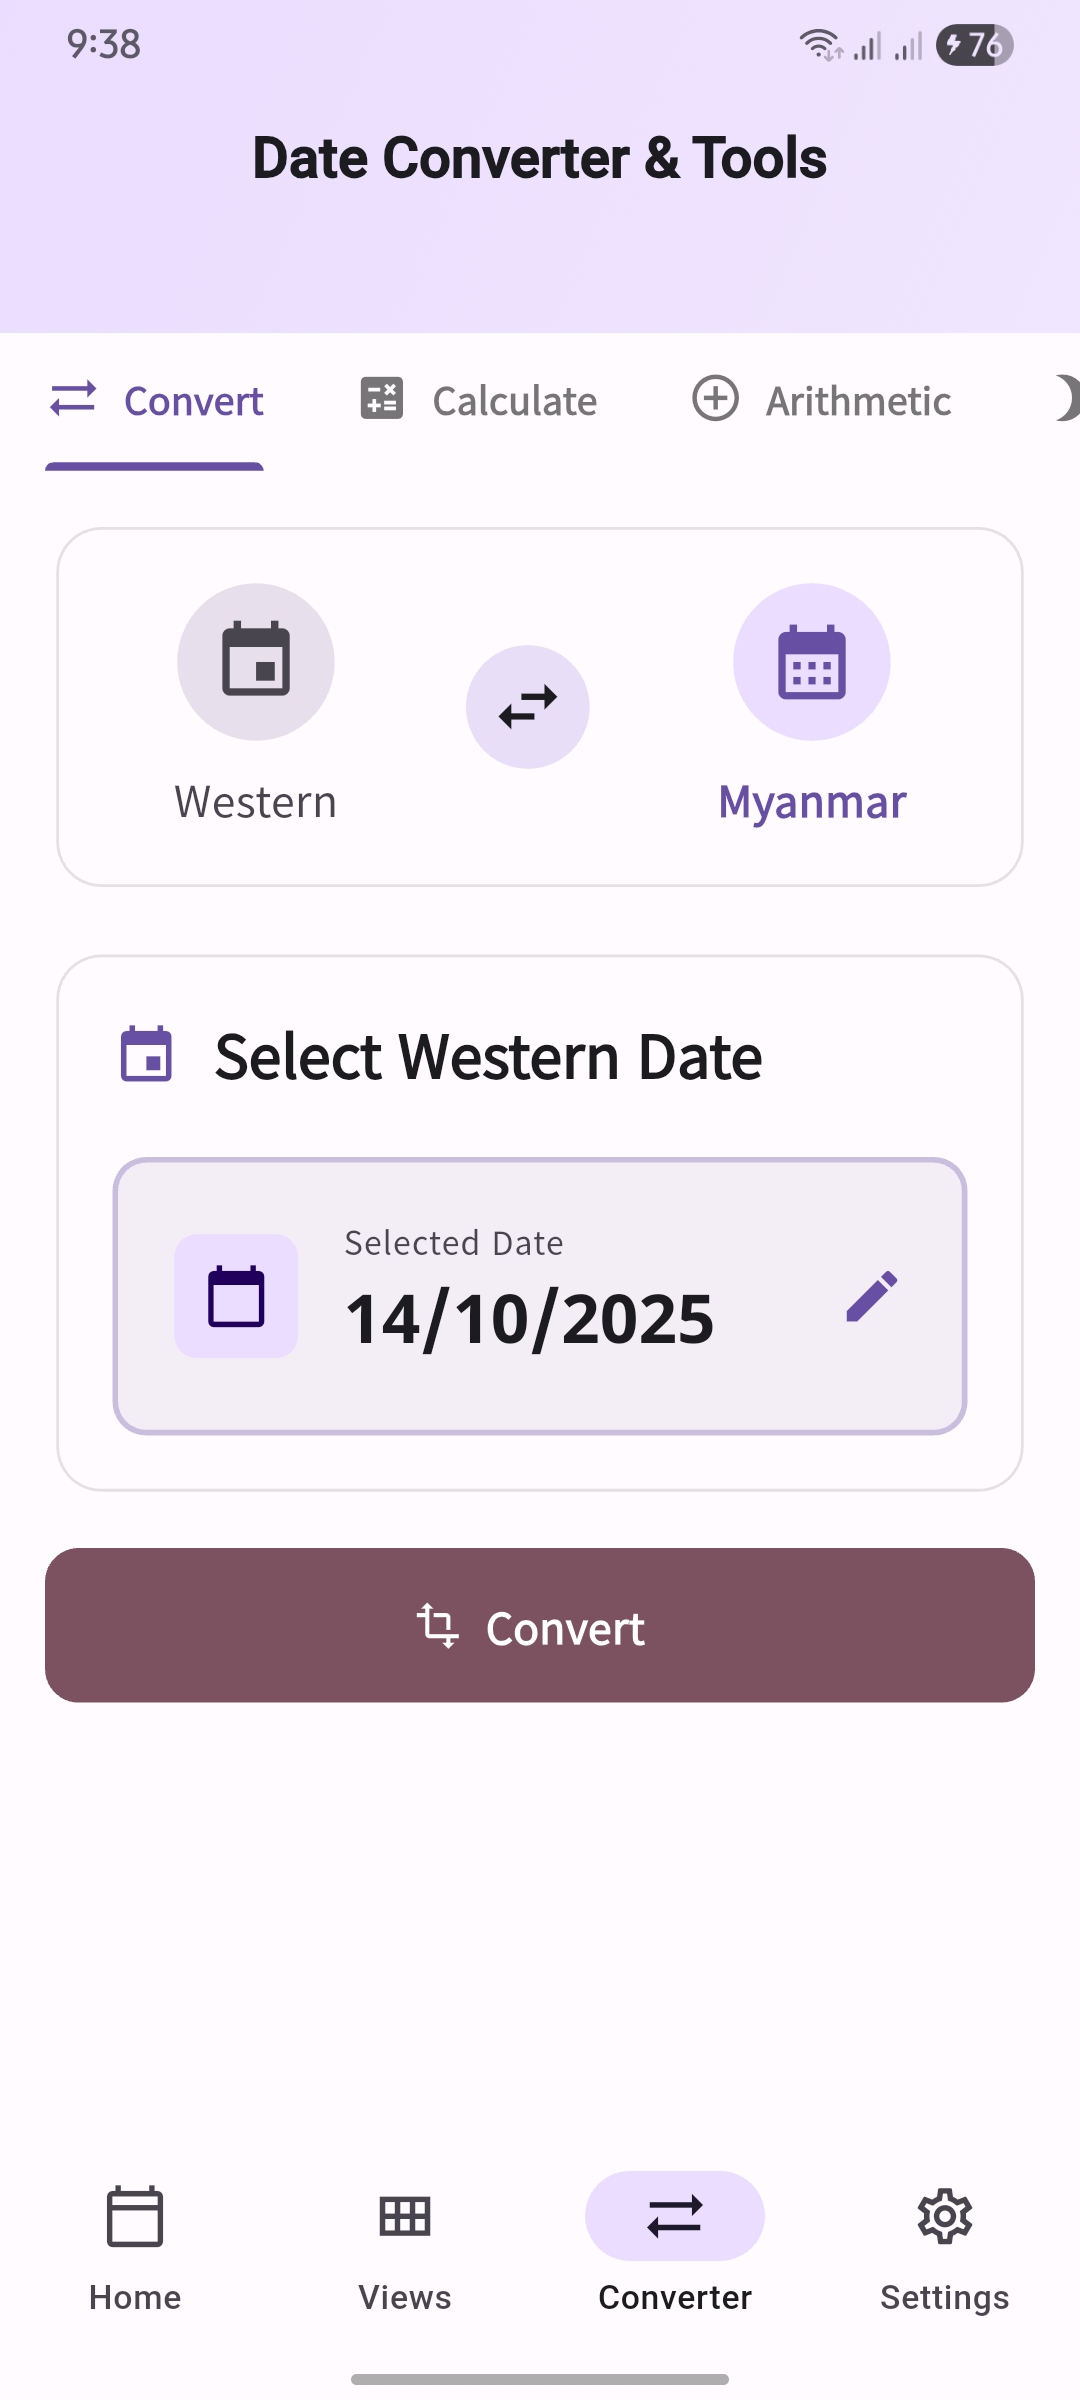 9:38
76
Date Converter & Tools
Convert
Calculate
Arithmetic
Western
Myanmar
Select Western Date
Selected Date
14/10/2025
Convert
Home
Views
Converter
Settings